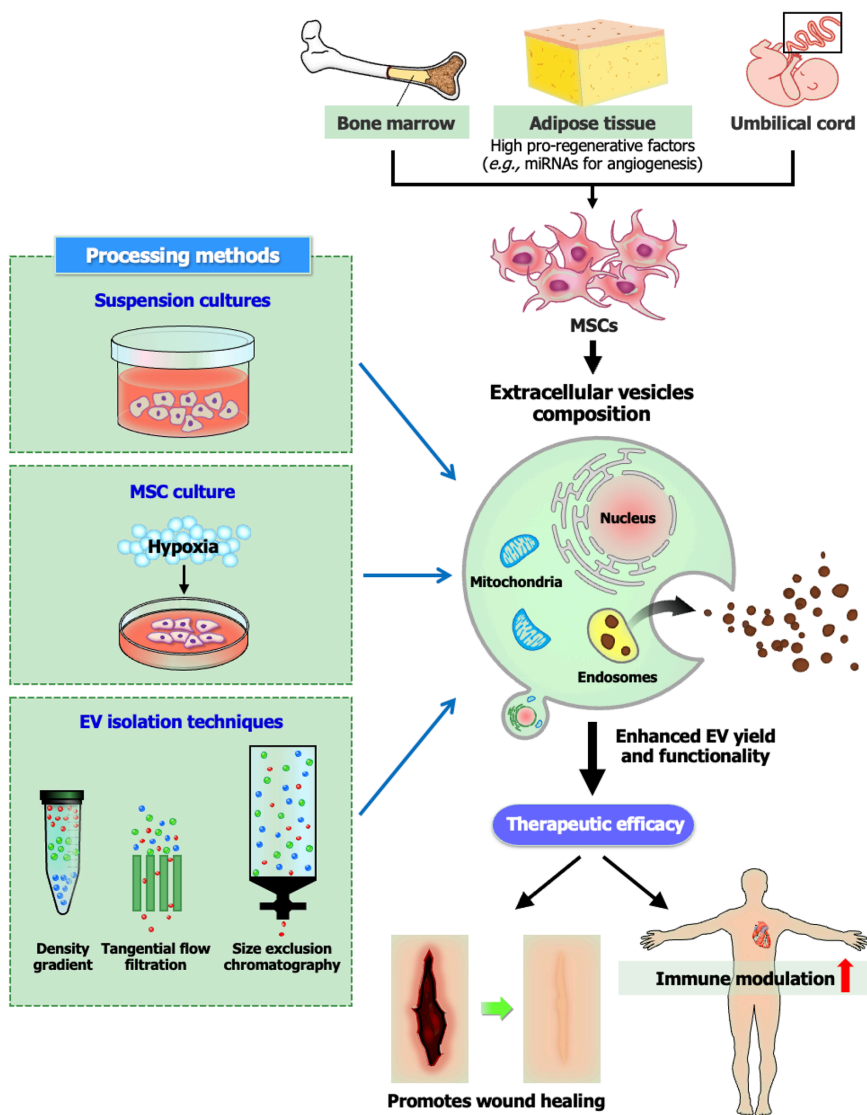 Bone marrow
Adipose tissue
Umbilical cord
High pro-regenerative factors
(e.g., miRNAs for angiogenesis)
MSCs
Extracellular vesicles
composition
Processing methods
Suspension cultures
MSC culture
Hypoxia
EV isolation techniques
Density
gradient
Tangential flow
filtration
Size exclusion
chromatography
Nucleus
Mitochondria
Endosomes
Enhanced EV yield
and functionality
Therapeutic efficacy
Promotes wound healing
Immune modulation